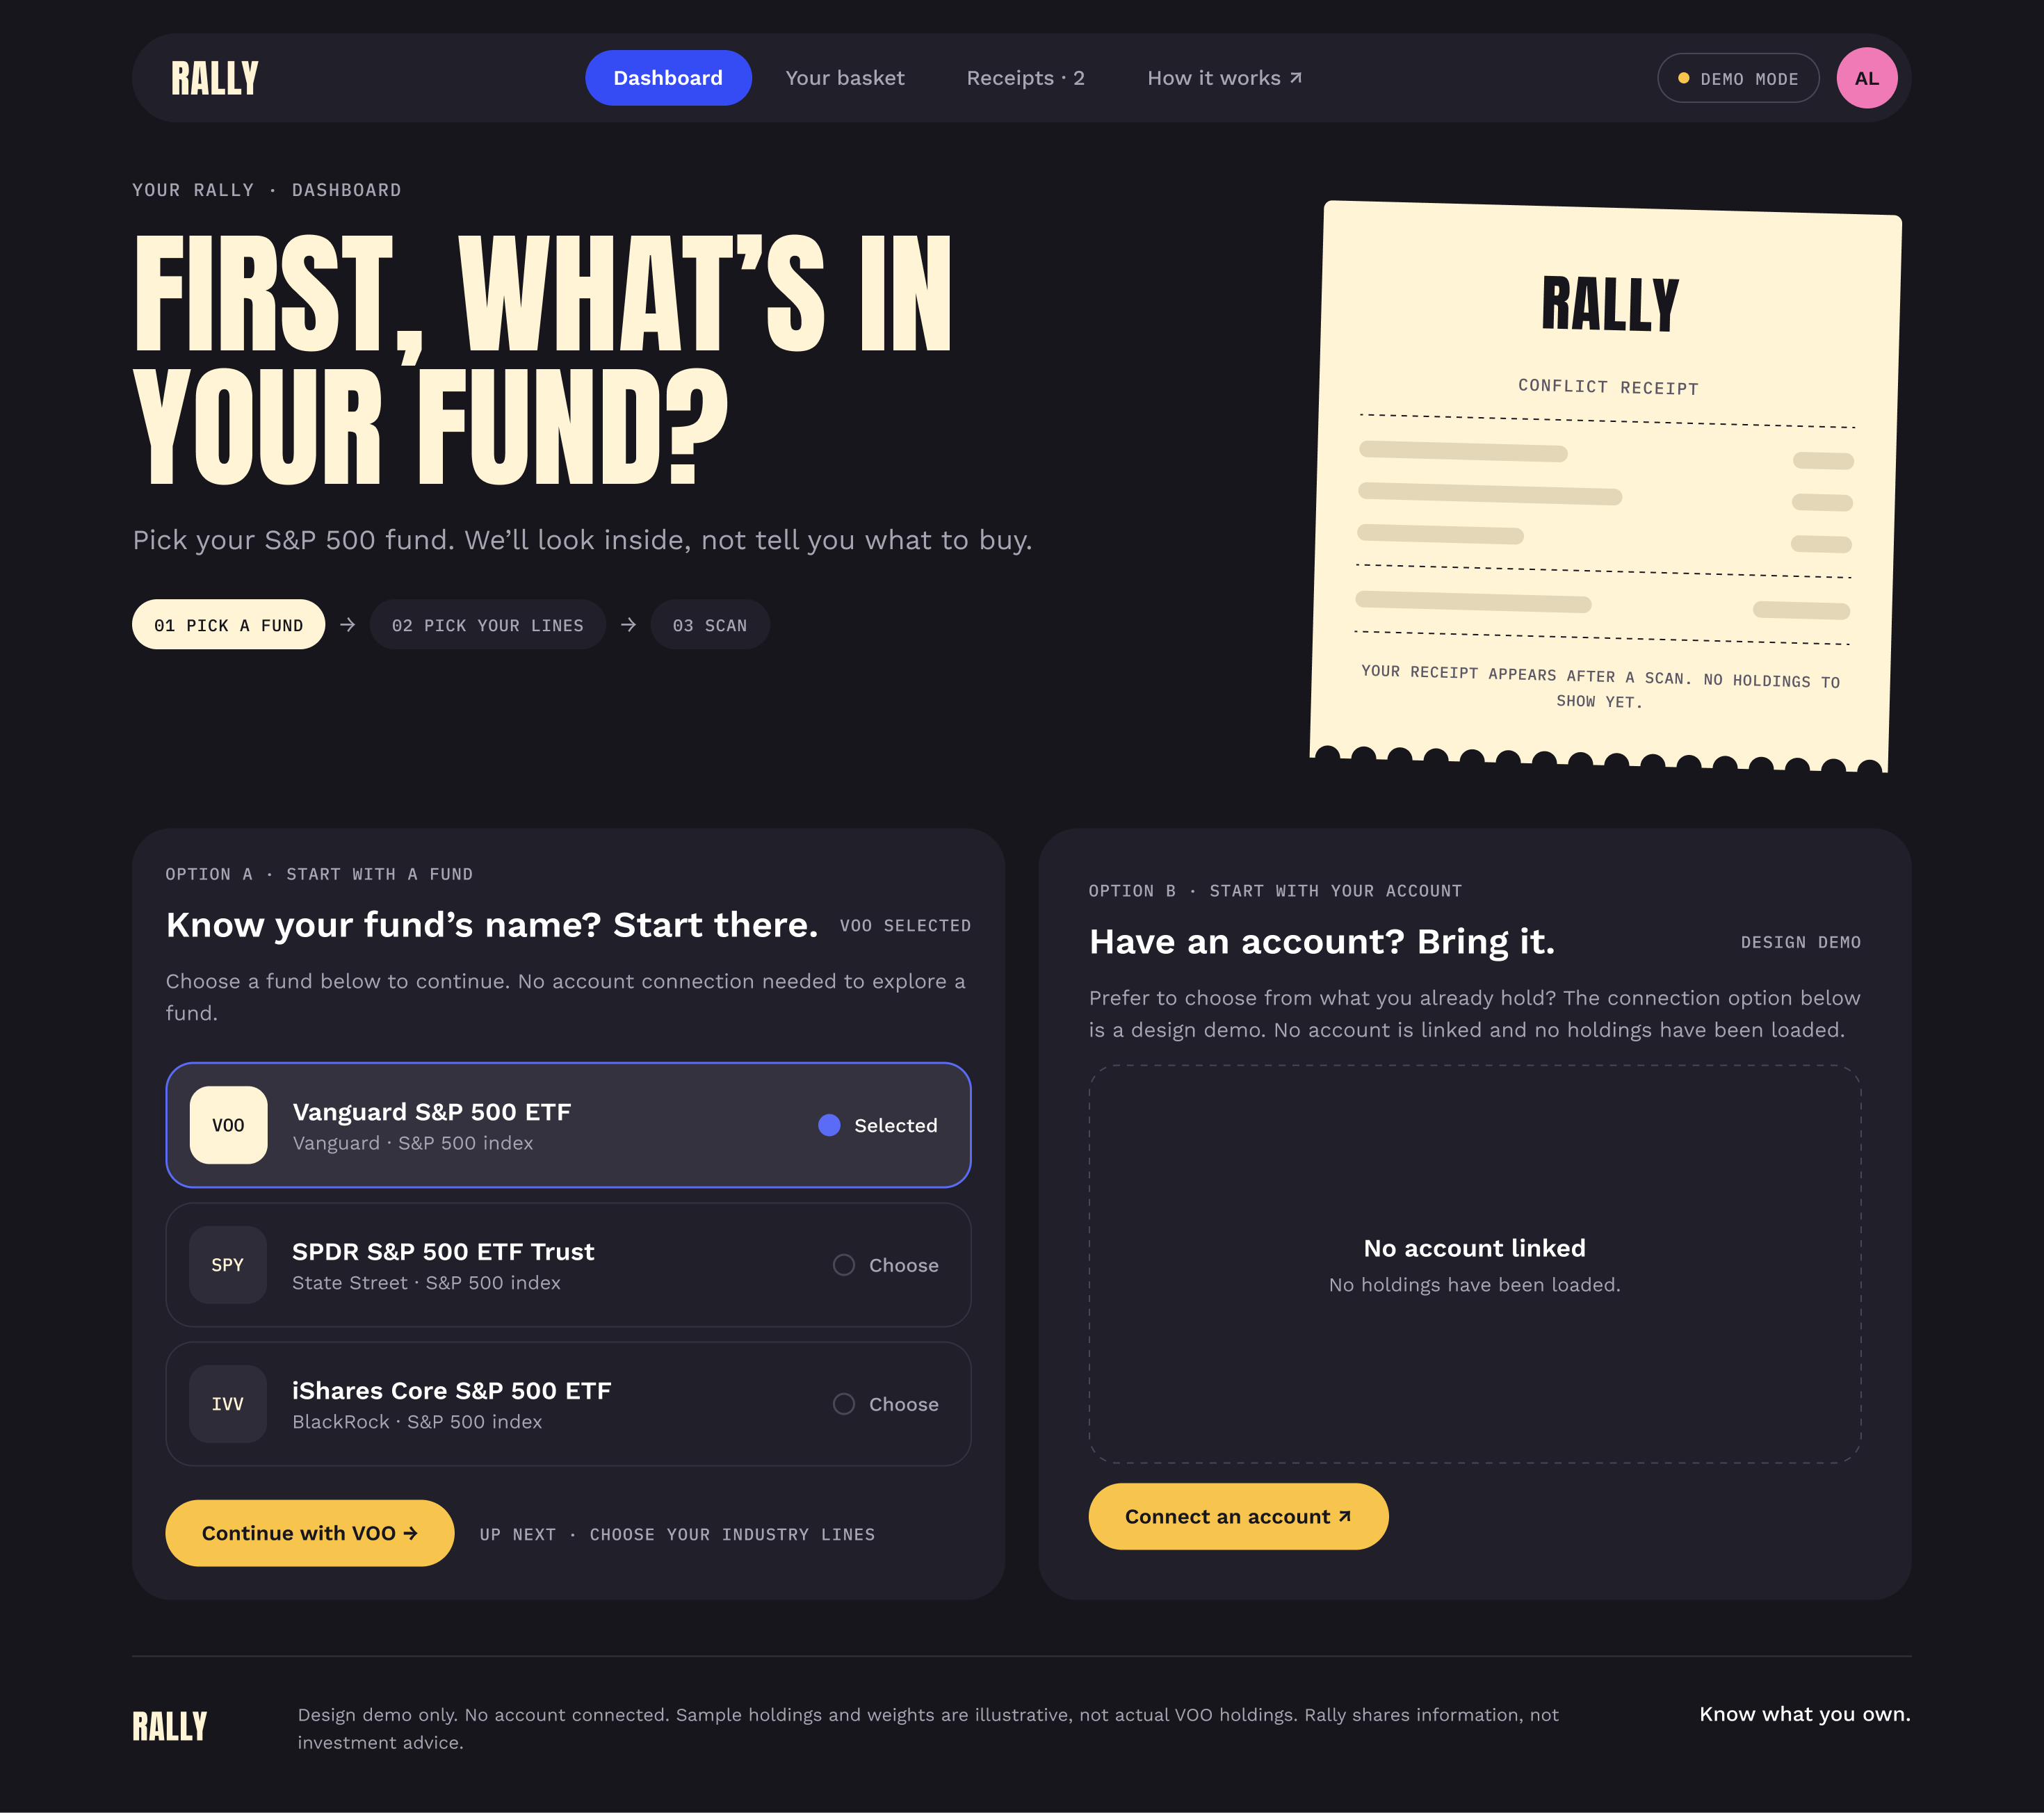 RALLY
Dashboard
Your basket
Receipts · 2
How it works ↗
DEMO MODE
AL
YOUR RALLY · DASHBOARD
FIRST, WHAT’S IN
YOUR FUND?
Pick your S&P 500 fund. We’ll look inside, not tell you what to buy.
01 PICK A FUND → 02 PICK YOUR LINES → 03 SCAN
RALLY
CONFLICT RECEIPT
YOUR RECEIPT APPEARS AFTER A SCAN. NO HOLDINGS TO
SHOW YET.
OPTION A · START WITH A FUND
Know your fund’s name? Start there.
VOO SELECTED
Choose a fund below to continue. No account connection needed to explore a
fund.
VOO
Vanguard S&P 500 ETF
Vanguard · S&P 500 index
Selected
SPY
SPDR S&P 500 ETF Trust
State Street · S&P 500 index
Choose
IVV
iShares Core S&P 500 ETF
BlackRock · S&P 500 index
Choose
Continue with VOO →
UP NEXT · CHOOSE YOUR INDUSTRY LINES
OPTION B · START WITH YOUR ACCOUNT
Have an account? Bring it.
DESIGN DEMO
Prefer to choose from what you already hold? The connection option below
is a design demo. No account is linked and no holdings have been loaded.
No account linked
No holdings have been loaded.
Connect an account ↗
RALLY
Design demo only. No account connected. Sample holdings and weights are illustrative, not actual VOO holdings. Rally shares information, not
investment advice.
Know what you own.